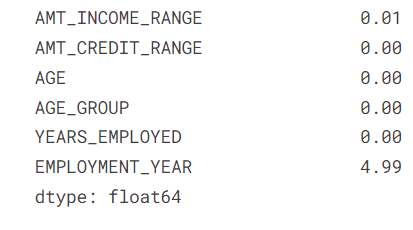 AMT_INCOME_RANGE 0.01
AMT_CREDIT_RANGE 0.00
AGE 0.00
AGE_GROUP 0.00
YEARS_EMPLOYED 0.00
EMPLOYMENT_YEAR 4.99
dtype: float64